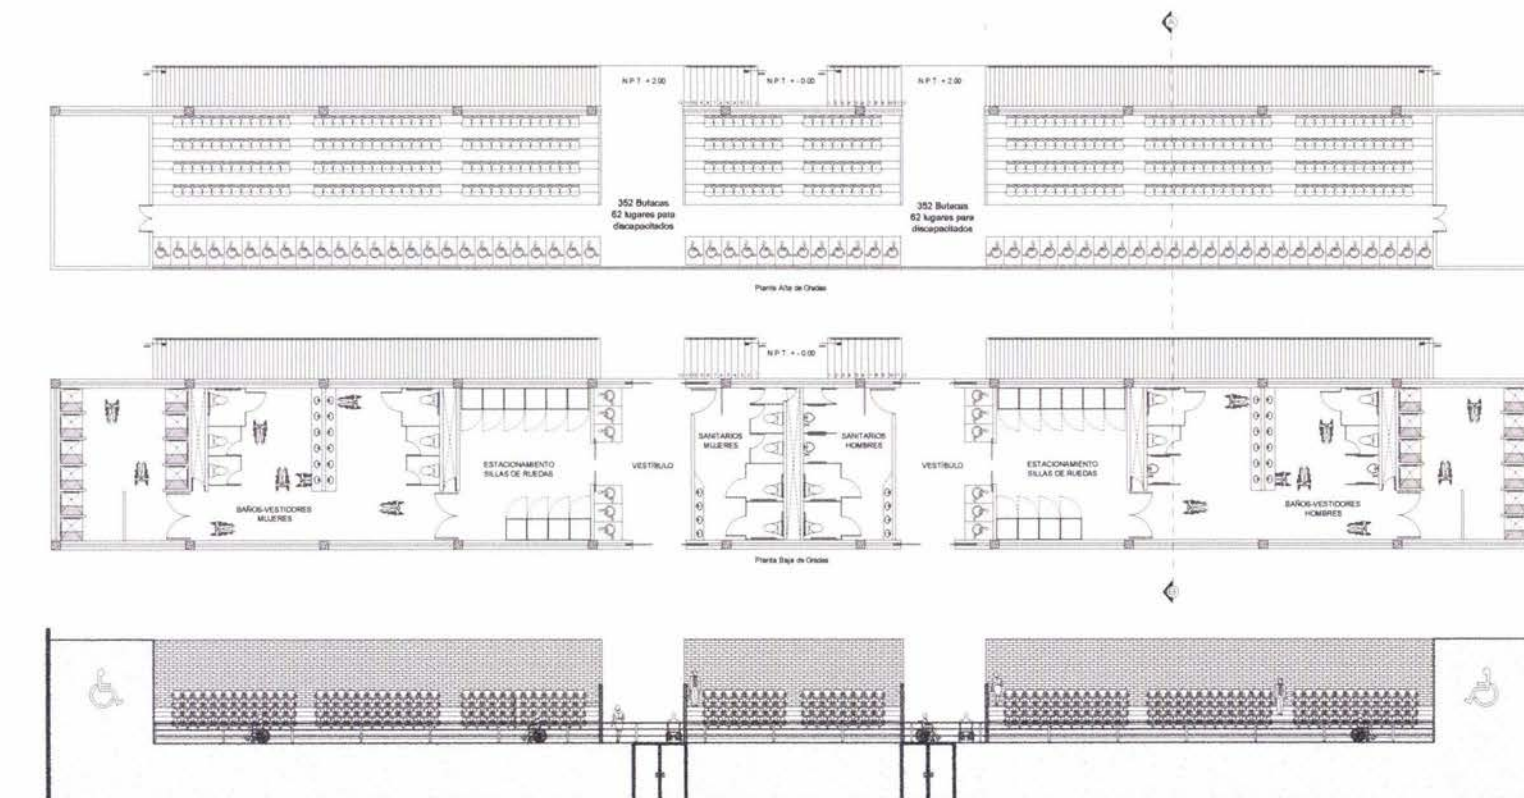 A
N.P.T. +2.00
N.P.T. +-0.00
N.P.T. +2.00
352 Butacas
62 lugares para
discapacitados
352 Butacas
62 lugares para
discapacitados
Planta Alta de Gradas
N.P.T. +-0.00
SANITARIOS
MUJERES
SANITARIOS
HOMBRES
ESTACIONAMIENTO
SILLAS DE RUEDAS
VESTÍBULO
VESTÍBULO
ESTACIONAMIENTO
SILLAS DE RUEDAS
BAÑOS-VESTIDORES
MUJERES
BAÑOS-VESTIDORES
HOMBRES
Planta Baja de Gradas